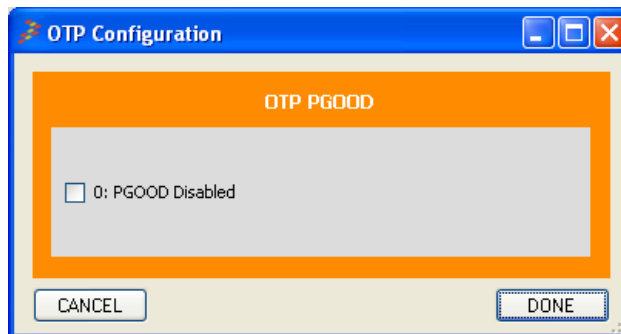 OTP Configuration
OTP PGOOD
0: PGOOD Disabled
CANCEL
DONE